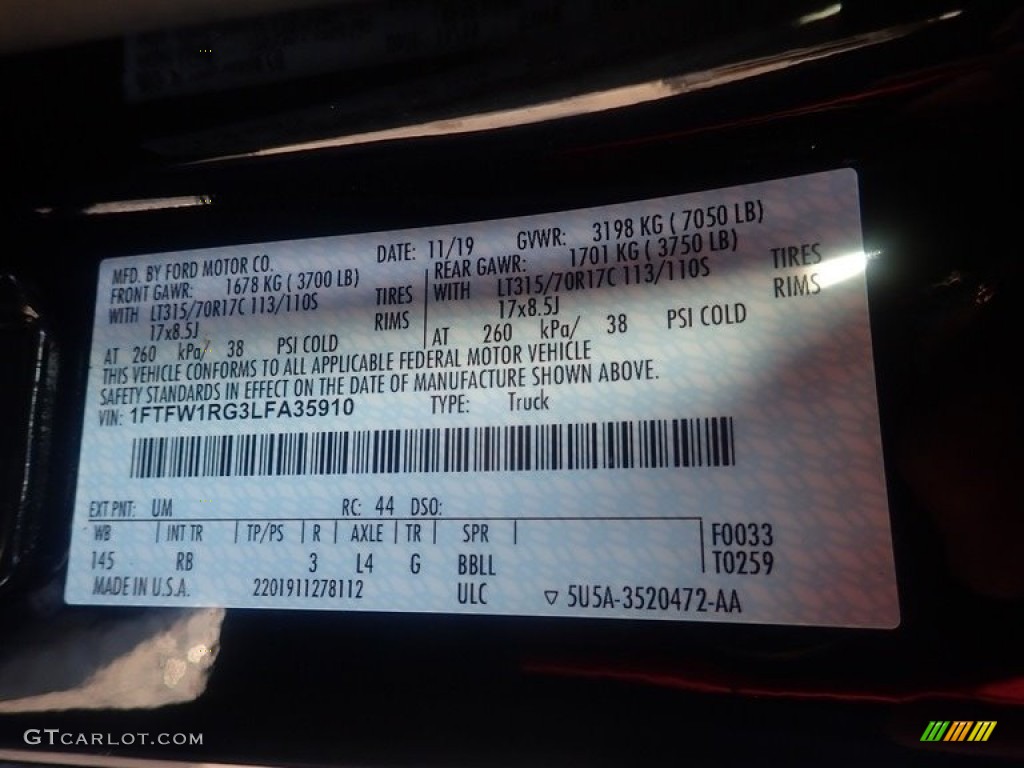 MFD. BY FORD MOTOR CO. DATE: 11/19 GVWR: 3198 KG ( 7050 LB)
FRONT GAWR: 1678 KG ( 3700 LB) REAR GAWR: 1701 KG ( 3750 LB)
WITH LT315/70R17C 113/110S TIRES WITH LT315/70R17C 113/110S TIRES
17x8.5J RIMS 17x8.5J RIMS
AT 260 kPa/ 38 PSI COLD AT 260 kPa/ 38 PSI COLD
THIS VEHICLE CONFORMS TO ALL APPLICABLE FEDERAL MOTOR VEHICLE
SAFETY STANDARDS IN EFFECT ON THE DATE OF MANUFACTURE SHOWN ABOVE.
VIN: 1FTFW1RG3LFA35910 TYPE: Truck
EXT PNT: UM RC: 44 DSO:
WB INT TR TP/PS R AXLE TR SPR F0033
145 RB 3 L4 G BBLL T0259
MADE IN U.S.A. 2201911278112 ULC ▽ 5U5A-3520472-AA
GTCARLOT.COM